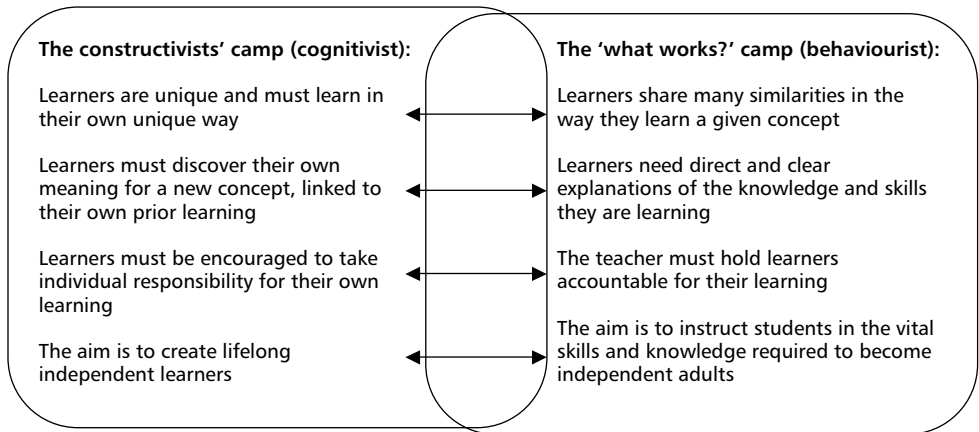 The constructivists’ camp (cognitivist):
Learners are unique and must learn in
their own unique way
Learners must discover their own
meaning for a new concept, linked to
their own prior learning
Learners must be encouraged to take
individual responsibility for their own
learning
The aim is to create lifelong
independent learners
The ‘what works?’ camp (behaviourist):
Learners share many similarities in the
way they learn a given concept
Learners need direct and clear
explanations of the knowledge and skills
they are learning
The teacher must hold learners
accountable for their learning
The aim is to instruct students in the vital
skills and knowledge required to become
independent adults